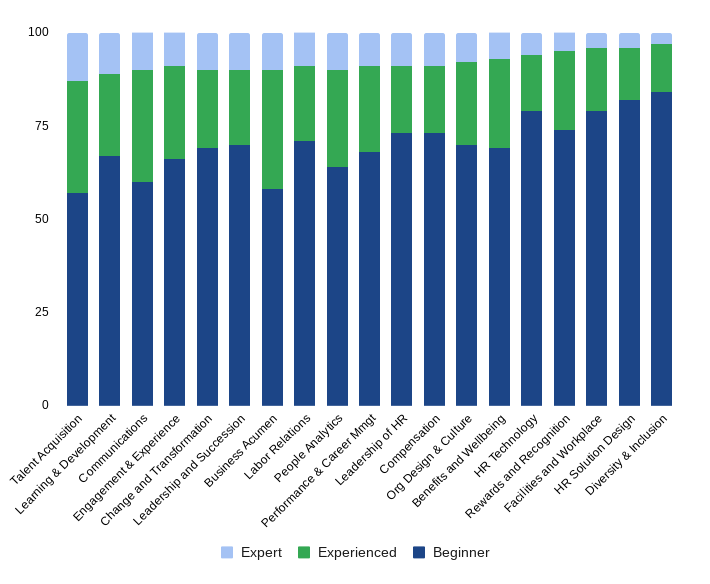 100
75
50
25
0
Talent Acquisition
Learning & Development
Communications
Engagement & Experience
Change and Transformation
Leadership and Succession
Business Acumen
Labor Relations
People Analytics
Performance & Career Mmgt
Leadership of HR
Compensation
Org Design & Culture
Benefits and Wellbeing
HR Technology
Rewards and Recognition
Facilities and Workplace
HR Solution Design
Diversity & Inclusion
Expert Experienced Beginner